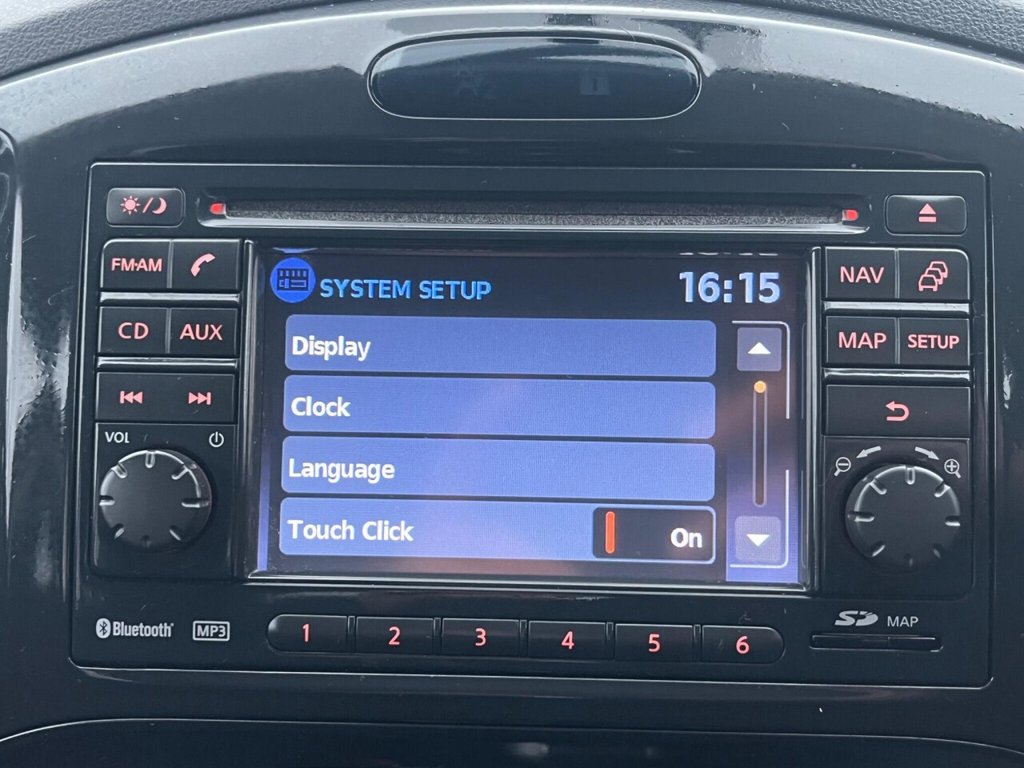 FM·AM
CD
AUX
VOL
SYSTEM SETUP
16:15
Display
Clock
Language
Touch Click
On
NAV
MAP
SETUP
Bluetooth®
MP3
1 2 3 4 5 6
SD MAP